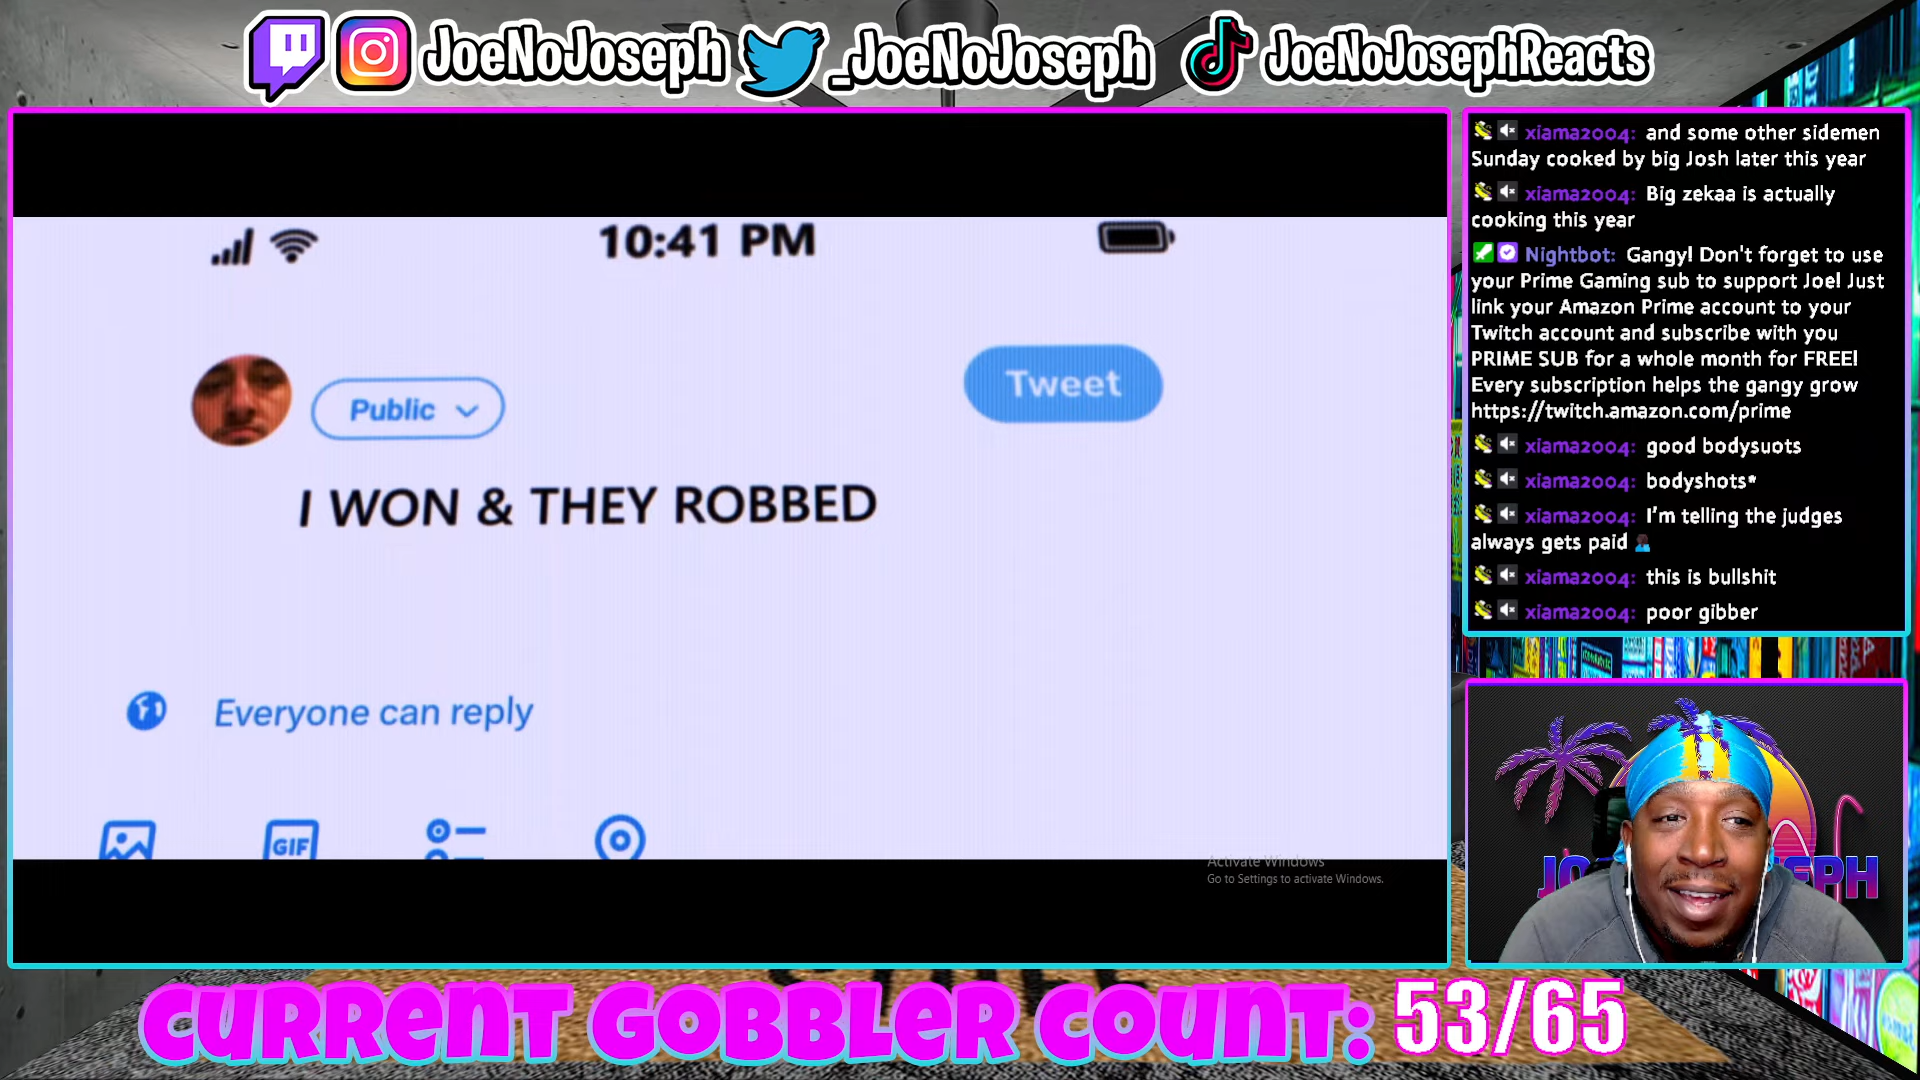 JoeNoJoseph _JoeNoJoseph JoeNoJosephReacts
10:41 PM
Public
Tweet
I WON & THEY ROBBED
Everyone can reply
GIF
Activate Windows
Go to Settings to activate Windows.
xiama2004: and some other sidemen
Sunday cooked by big Josh later this year
xiama2004: Big zekaa is actually
cooking this year
Nightbot: Gangy! Don't forget to use
your Prime Gaming sub to support Joe! Just
link your Amazon Prime account to your
Twitch account and subscribe with you
PRIME SUB for a whole month for FREE!
Every subscription helps the gangy grow
https://twitch.amazon.com/prime
xiama2004: good bodysuots
xiama2004: bodyshots*
xiama2004: I'm telling the judges
always gets paid
xiama2004: this is bullshit
xiama2004: poor gibber
CURRENT GOBBLER COUNT: 53/65